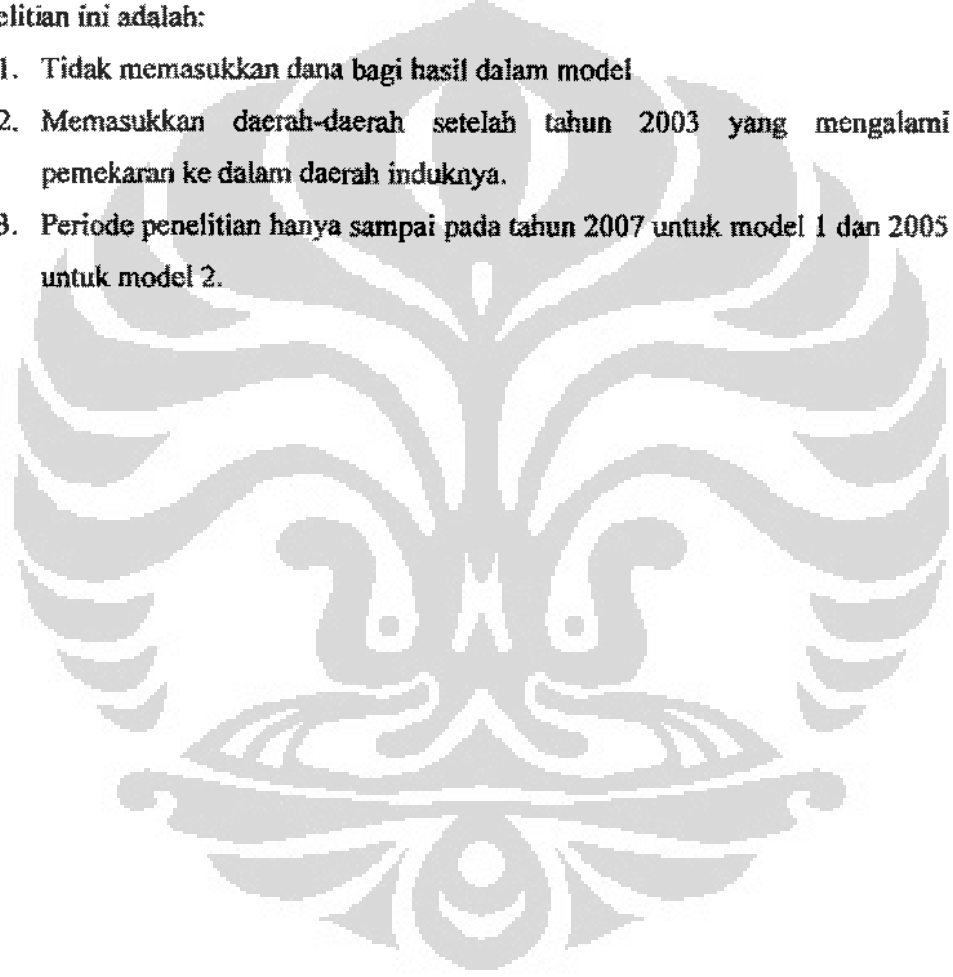 elitian ini adalah:
1. Tidak memasukkan dana bagi hasil dalam model
2. Memasukkan daerah-daerah setelah tahun 2003 yang mengalami
pemekaran ke dalam daerah induknya.
3. Periode penelitian hanya sampai pada tahun 2007 untuk model 1 dan 2005
untuk model 2.